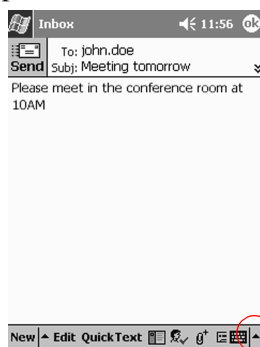 Inbox 11:56 ok
To: john.doe
Send Subj: Meeting tomorrow
Please meet in the conference room at
10AM
New Edit QuickText